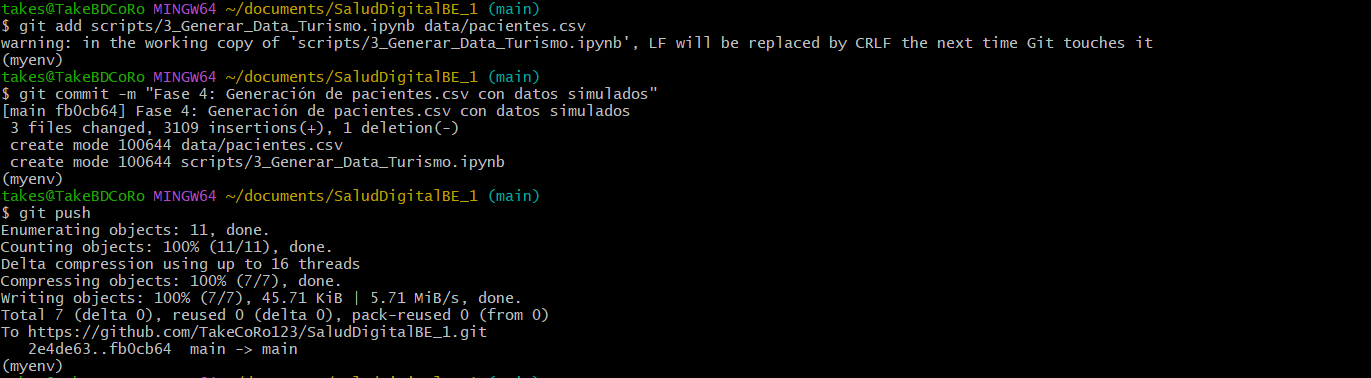 takes@TakeBDCoRo MINGW64 ~/documents/SaludDigitalBE_1 (main)
$ git add scripts/3_Generar_Data_Turismo.ipynb data/pacientes.csv
warning: in the working copy of 'scripts/3_Generar_Data_Turismo.ipynb', LF will be replaced by CRLF the next time Git touches it
(myenv)
takes@TakeBDCoRo MINGW64 ~/documents/SaludDigitalBE_1 (main)
$ git commit -m "Fase 4: Generación de pacientes.csv con datos simulados"
[main fb0cb64] Fase 4: Generación de pacientes.csv con datos simulados
 3 files changed, 3109 insertions(+), 1 deletion(-)
 create mode 100644 data/pacientes.csv
 create mode 100644 scripts/3_Generar_Data_Turismo.ipynb
(myenv)
takes@TakeBDCoRo MINGW64 ~/documents/SaludDigitalBE_1 (main)
$ git push
Enumerating objects: 11, done.
Counting objects: 100% (11/11), done.
Delta compression using up to 16 threads
Compressing objects: 100% (7/7), done.
Writing objects: 100% (7/7), 45.71 KiB | 5.71 MiB/s, done.
Total 7 (delta 0), reused 0 (delta 0), pack-reused 0 (from 0)
To https://github.com/TakeCoRo123/SaludDigitalBE_1.git
   2e4de63..fb0cb64  main -> main
(myenv)